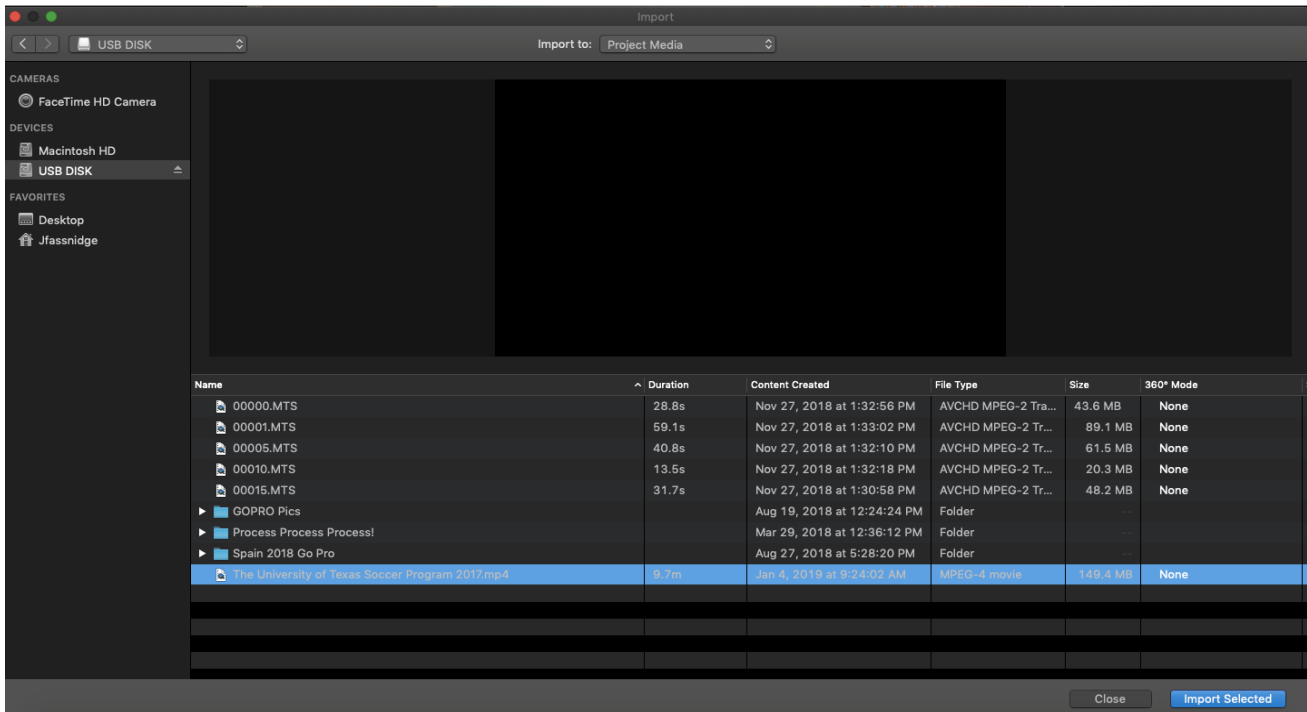 Import
USB DISK Import to: Project Media
CAMERAS
FaceTime HD Camera
DEVICES
Macintosh HD
USB DISK
FAVORITES
Desktop
Jfassnidge
Name Duration Content Created File Type Size 360° Mode
00000.MTS 28.8s Nov 27, 2018 at 1:32:56 PM AVCHD MPEG-2 Tra... 43.6 MB None
00001.MTS 59.1s Nov 27, 2018 at 1:33:02 PM AVCHD MPEG-2 Tr... 89.1 MB None
00005.MTS 40.8s Nov 27, 2018 at 1:32:10 PM AVCHD MPEG-2 Tr... 61.5 MB None
00010.MTS 13.5s Nov 27, 2018 at 1:32:18 PM AVCHD MPEG-2 Tr... 20.3 MB None
00015.MTS 31.7s Nov 27, 2018 at 1:30:58 PM AVCHD MPEG-2 Tr... 48.2 MB None
GOPRO Pics Aug 19, 2018 at 12:24:24 PM Folder --
Process Process Process! Mar 29, 2018 at 12:36:12 PM Folder --
Spain 2018 Go Pro Aug 27, 2018 at 5:28:20 PM Folder --
The University of Texas Soccer Program 2017.mp4 9.7m Jan 4, 2019 at 9:24:02 AM MPEG-4 movie 149.4 MB None
Close Import Selected